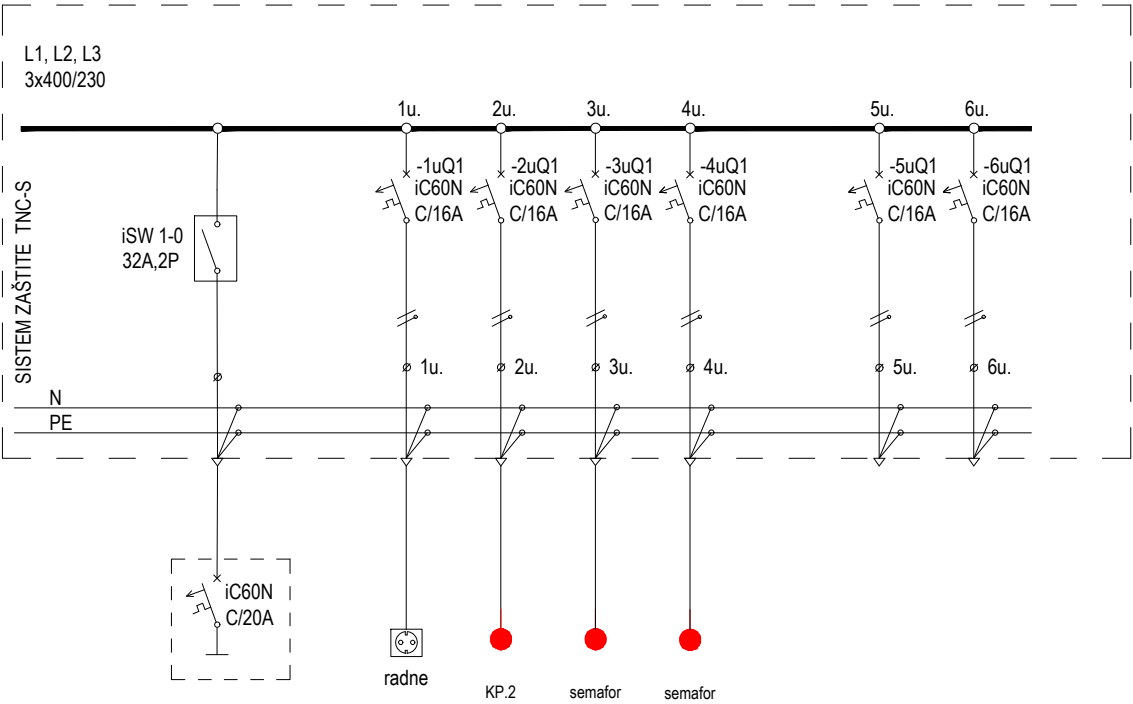 L1, L2, L3
3x400/230
1u.
2u.
3u.
4u.
5u.
6u.
-1uQ1
iC60N
C/16A
-2uQ1
iC60N
C/16A
-3uQ1
iC60N
C/16A
-4uQ1
iC60N
C/16A
-5uQ1
iC60N
C/16A
-6uQ1
iC60N
C/16A
iSW 1-0
32A,2P
SISTEM ZAŠTITE TNC-S
1u.
2u.
3u.
4u.
5u.
6u.
N
PE
iC60N
C/20A
radne
KP.2
semafor
semafor